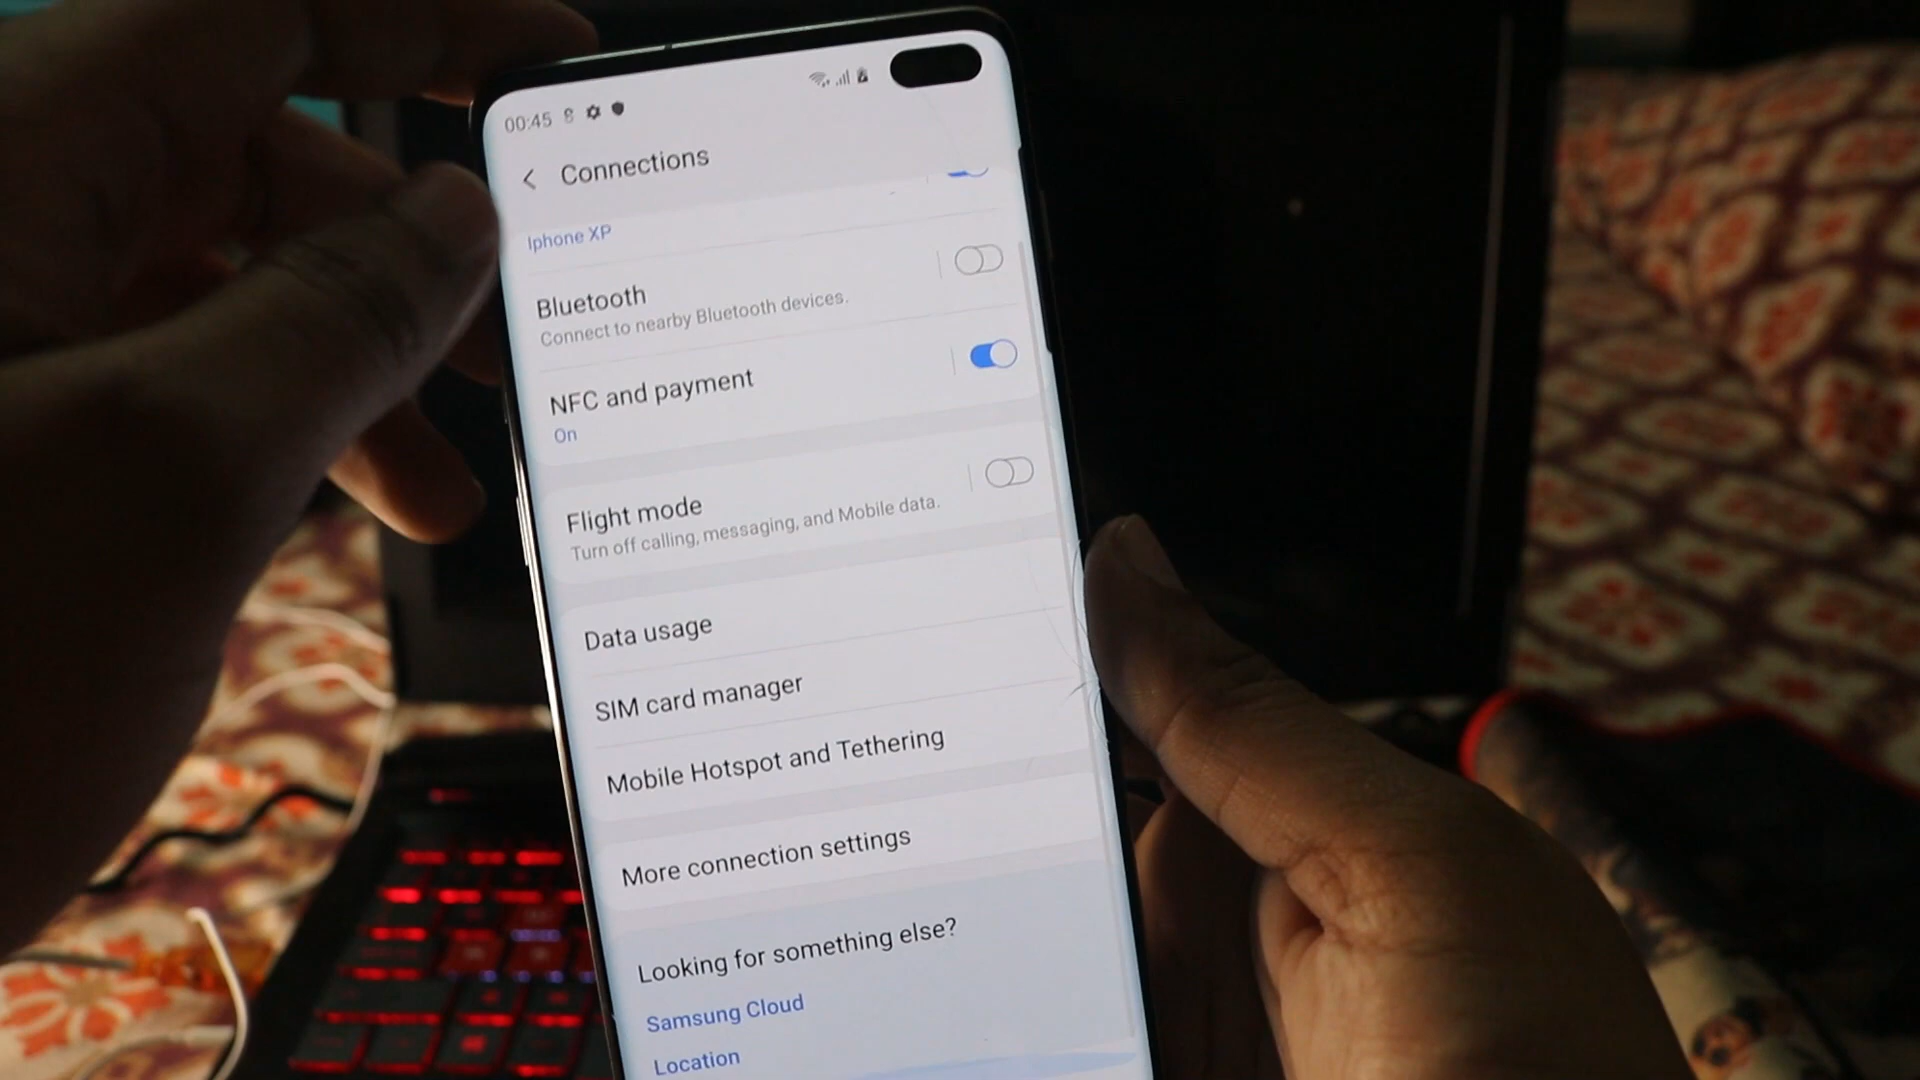 00:45
Connections
Iphone XP
Bluetooth
Connect to nearby Bluetooth devices.
NFC and payment
On
Flight mode
Turn off calling, messaging, and Mobile data.
Data usage
SIM card manager
Mobile Hotspot and Tethering
More connection settings
Looking for something else?
Samsung Cloud
Location